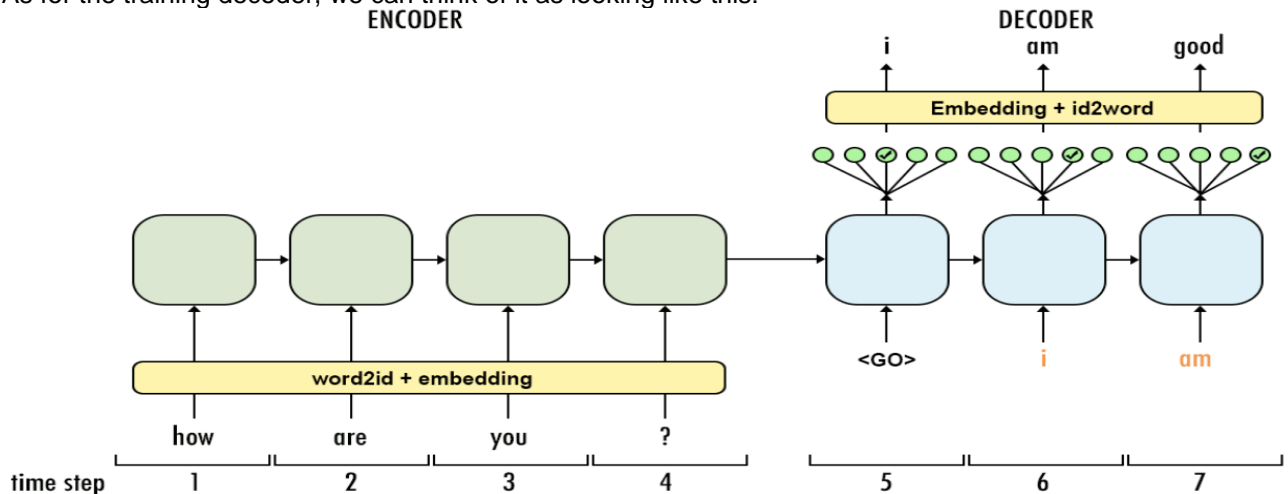 As for the training decoder, we can think of it as looking like this:
ENCODER DECODER
i am good
Embedding + id2word
<GO> i am
word2id + embedding
how are you ?
time step 1 2 3 4 5 6 7